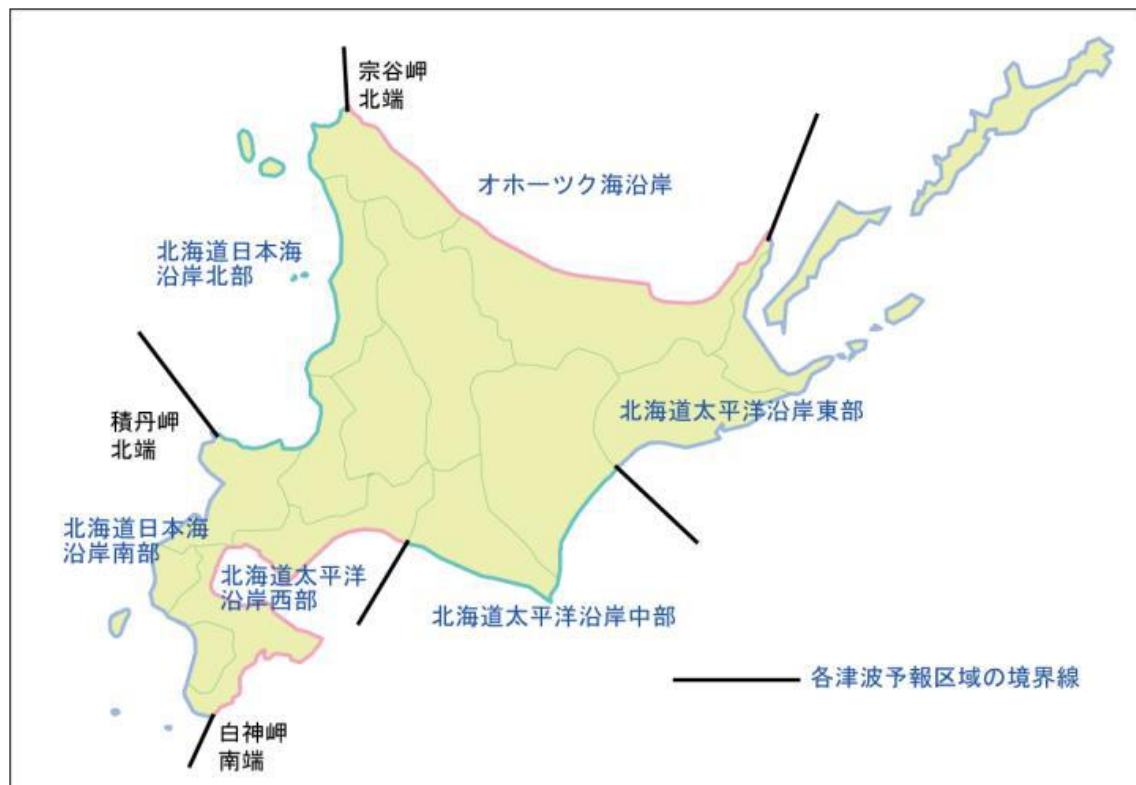 宗谷岬
北端
オホーツク海沿岸
北海道日本海
沿岸北部
積丹岬
北端
北海道太平洋沿岸東部
北海道日本海
沿岸南部
北海道太平洋
沿岸西部
北海道太平洋沿岸中部
各津波予報区域の境界線
白神岬
南端